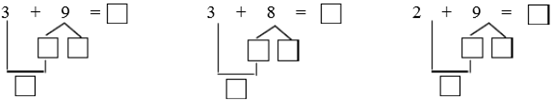 3 + 9 = □ 3 + 8 = □ 2 + 9 = □